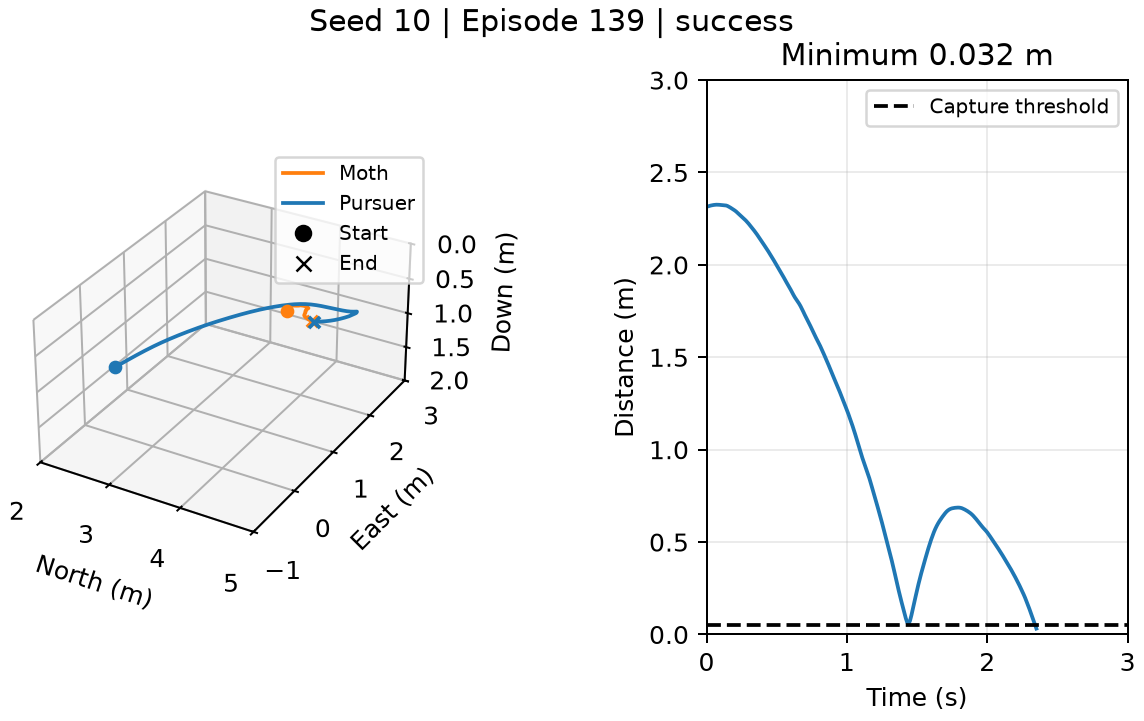 Seed 10 | Episode 139 | success
Moth
Pursuer
Start
End
0.0
0.5
1.0
1.5
2.0
Down (m)
3
2
1
0
−1
East (m)
2
3
4
5
North (m)
Minimum 0.032 m
Capture threshold
3.0
2.5
2.0
1.5
1.0
0.5
0.0
Distance (m)
0
1
2
3
Time (s)